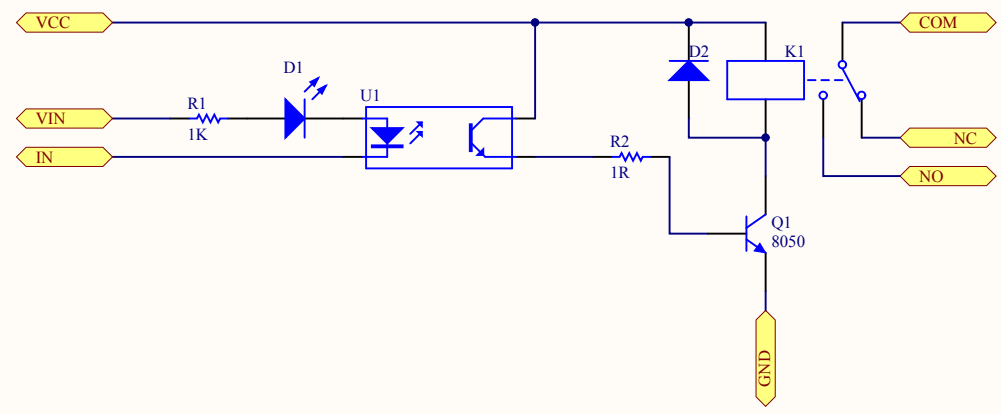 VCC
COM
D2
K1
D1
U1
R1
VIN
1K
IN
R2
1R
NC
NO
Q1
8050
GND